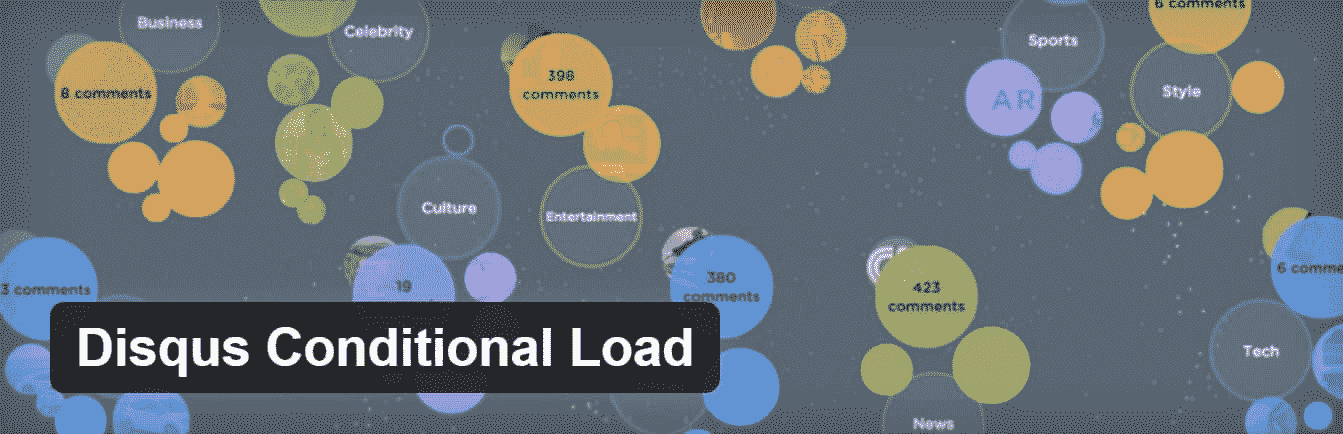 Business
Celebrity
6 comments
Sports
8 comments
398
comments
Style
AR
Culture
Entertainment
3 comments
19
380
comments
423
comments
6 comme
Disqus Conditional Load
Tech
News